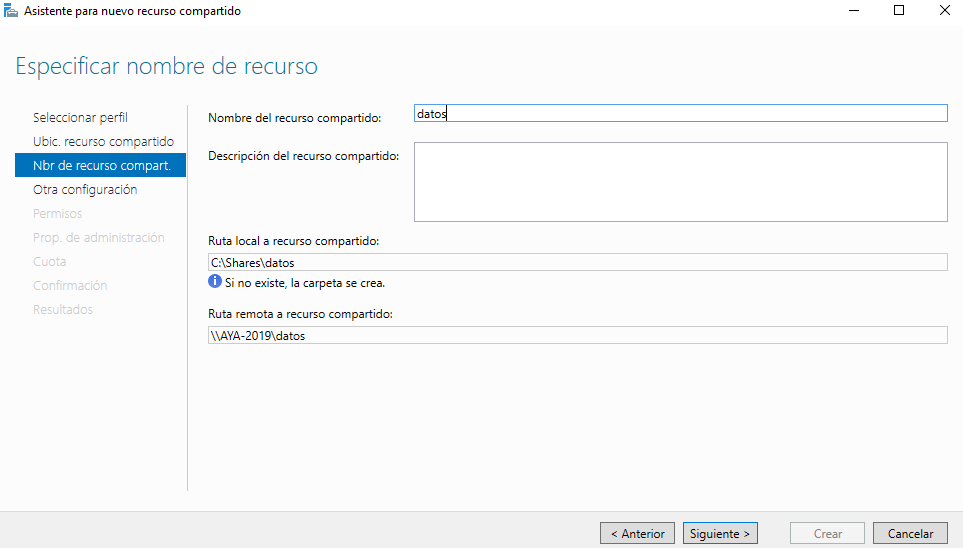 Asistente para nuevo recurso compartido
Especificar nombre de recurso
Seleccionar perfil
Ubic. recurso compartido
Nbr de recurso compart.
Otra configuración
Permisos
Prop. de administración
Cuota
Confirmación
Resultados
Nombre del recurso compartido: datos
Descripción del recurso compartido:
Ruta local a recurso compartido:
C:\Shares\datos
Si no existe, la carpeta se crea.
Ruta remota a recurso compartido:
\\AYA-2019\datos
< Anterior Siguiente > Crear Cancelar